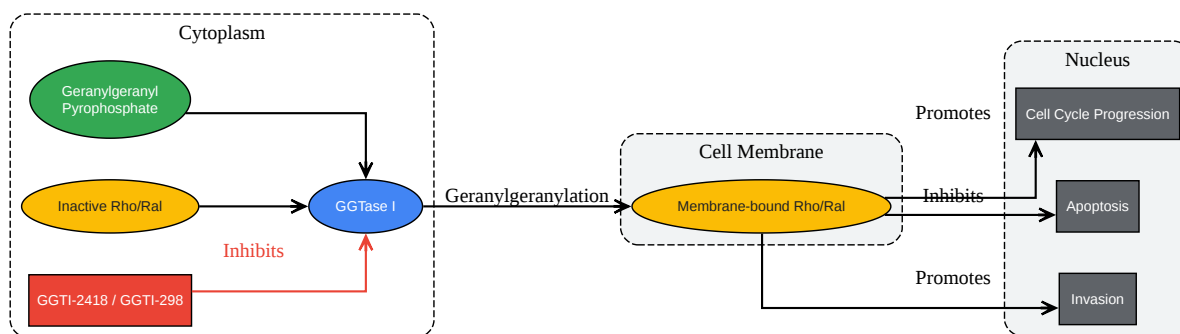 Cytoplasm
Geranylgeranyl
Pyrophosphate
Inactive Rho/Ral
GGTase I
Inhibits
GGTI-2418 / GGTI-298
Geranylgeranylation
Cell Membrane
Membrane-bound Rho/Ral
Promotes
Inhibits
Promotes
Nucleus
Cell Cycle Progression
Apoptosis
Invasion